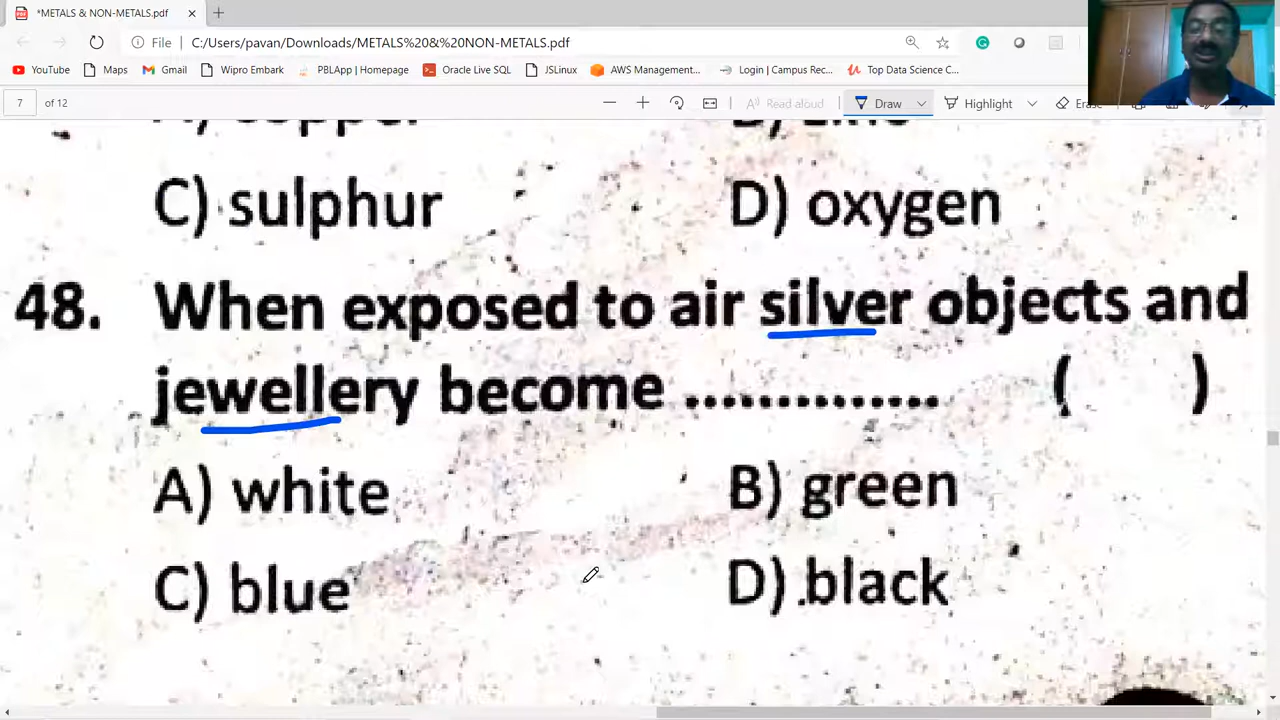 *METALS & NON-METALS.pdf
File C:/Users/pavan/Downloads/METALS%20&%20NON-METALS.pdf
YouTube Maps Gmail Wipro Embark PBLApp | Homepage Oracle Live SQL JSLinux AWS Management... Login | Campus Rec... Top Data Science C...
7 of 12 Read aloud Draw Highlight
C) sulphur D) oxygen
48. When exposed to air silver objects and
jewellery become .............. ( )
A) white B) green
C) blue D) black